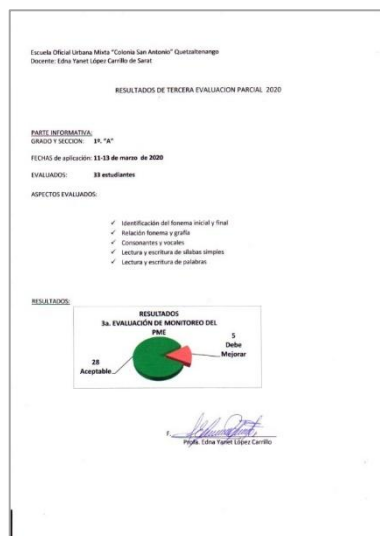 Escuela Oficial Urbana Mixta "Colonia San Antonio" Quetzaltenango
Docente: Edna Yanet López Carrillo de Sarat
RESULTADOS DE TERCERA EVALUACION PARCIAL 2020
PARTE INFORMATIVA:
GRADO Y SECCION: 1º. "A"
FECHAS de aplicación: 11-13 de marzo de 2020
EVALUADOS: 33 estudiantes
ASPECTOS EVALUADOS:
✓ Identificación del fonema inicial y final
✓ Relación fonema y grafía
✓ Consonantes y vocales
✓ Lectura y escritura de sílabas simples
✓ Lectura y escritura de palabras
RESULTADOS:
RESULTADOS
3a. EVALUACIÓN DE MONITOREO DEL
PME
5
Debe
Mejorar
28
Aceptable
F.
Profa. Edna Yanet López Carrillo